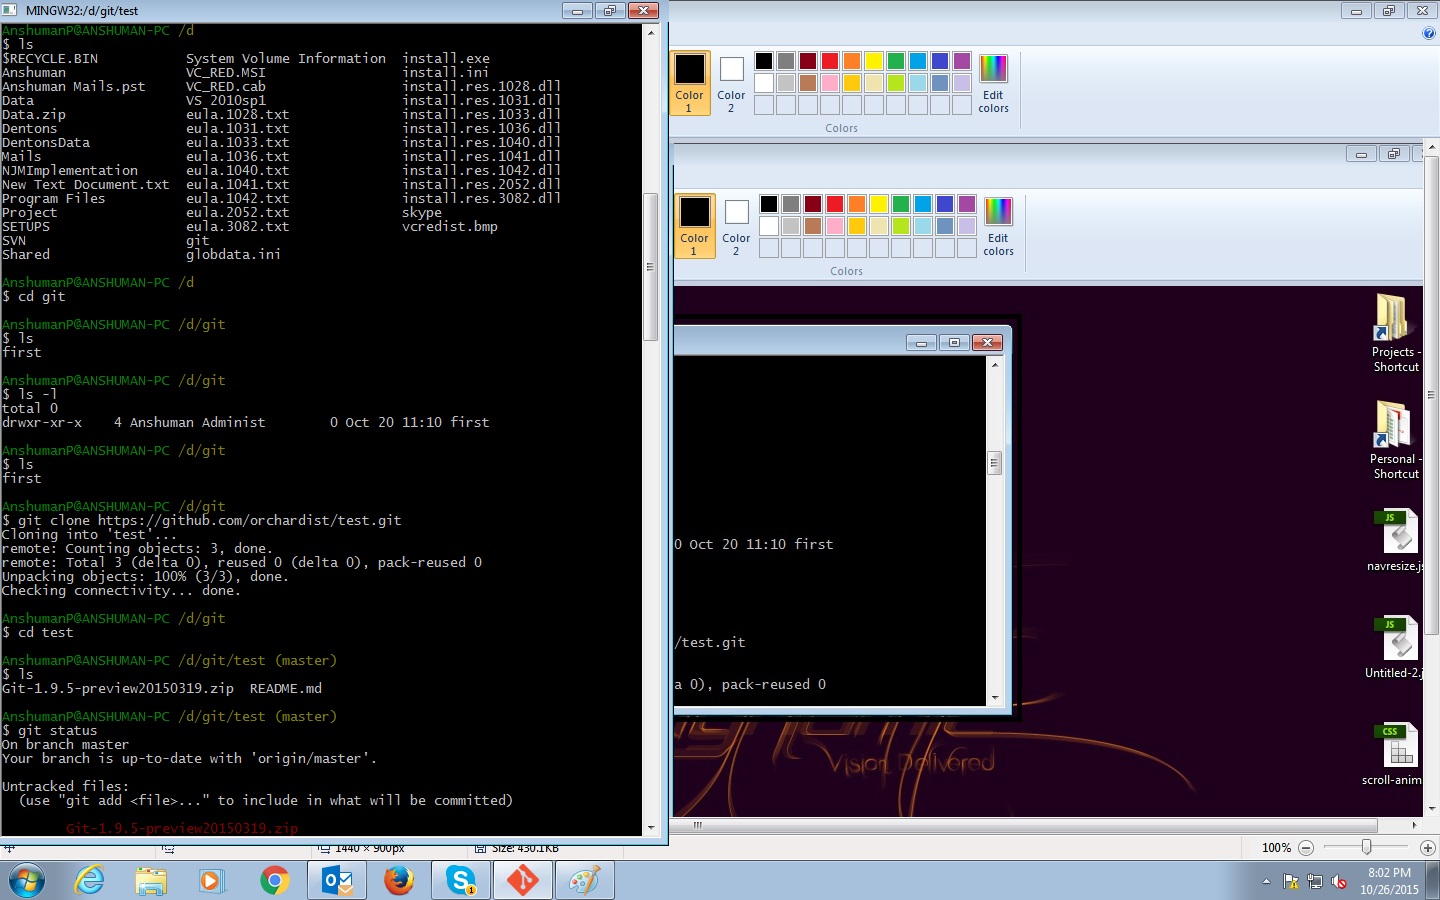 MINGW32:/d/git/test
AnshumanP@ANSHUMAN-PC /d
$ ls
$RECYCLE.BIN System Volume Information install.exe
Anshuman VC_RED.MSI install.ini
Anshuman Mails.pst VC_RED.cab install.res.1028.dll
Data VS_2010sp1 install.res.1031.dll
Data.zip eula.1028.txt install.res.1033.dll
Dentons eula.1031.txt install.res.1036.dll
DentonsData eula.1033.txt install.res.1040.dll
Mails eula.1036.txt install.res.1041.dll
NJMImplementation eula.1040.txt install.res.1042.dll
New Text Document.txt eula.1041.txt install.res.2052.dll
Program Files eula.1042.txt install.res.3082.dll
Project eula.2052.txt skype
SETUPS eula.3082.txt vcredist.bmp
SVN git
Shared globdata.ini
AnshumanP@ANSHUMAN-PC /d
$ cd git
AnshumanP@ANSHUMAN-PC /d/git
$ ls
first
AnshumanP@ANSHUMAN-PC /d/git
$ ls -l
total 0
drwxr-xr-x 4 Anshuman Administ 0 Oct 20 11:10 first
AnshumanP@ANSHUMAN-PC /d/git
$ ls
first
AnshumanP@ANSHUMAN-PC /d/git
$ git clone https://github.com/orchardist/test.git
Cloning into 'test'...
remote: Counting objects: 3, done.
remote: Total 3 (delta 0), reused 0 (delta 0), pack-reused 0
Unpacking objects: 100% (3/3), done.
Checking connectivity... done.
AnshumanP@ANSHUMAN-PC /d/git
$ cd test
AnshumanP@ANSHUMAN-PC /d/git/test (master)
$ ls
Git-1.9.5-preview20150319.zip README.md
AnshumanP@ANSHUMAN-PC /d/git/test (master)
$ git status
On branch master
Your branch is up-to-date with 'origin/master'.
Untracked files:
(use "git add <file>..." to include in what will be committed)
Git-1.9.5-preview20150319.zip
Color 1
Color 2
Edit colors
Colors
Color 1
Color 2
Edit colors
Colors
0 Oct 20 11:10 first
/test.git
a 0), pack-reused 0
Vision Delivered
Projects - Shortcut
Personal - Shortcut
JS
navresize.js
JS
Untitled-2.j
CSS
scroll-anim
1440 × 900px
Size: 430.1KB
100%
8:02 PM
10/26/2015